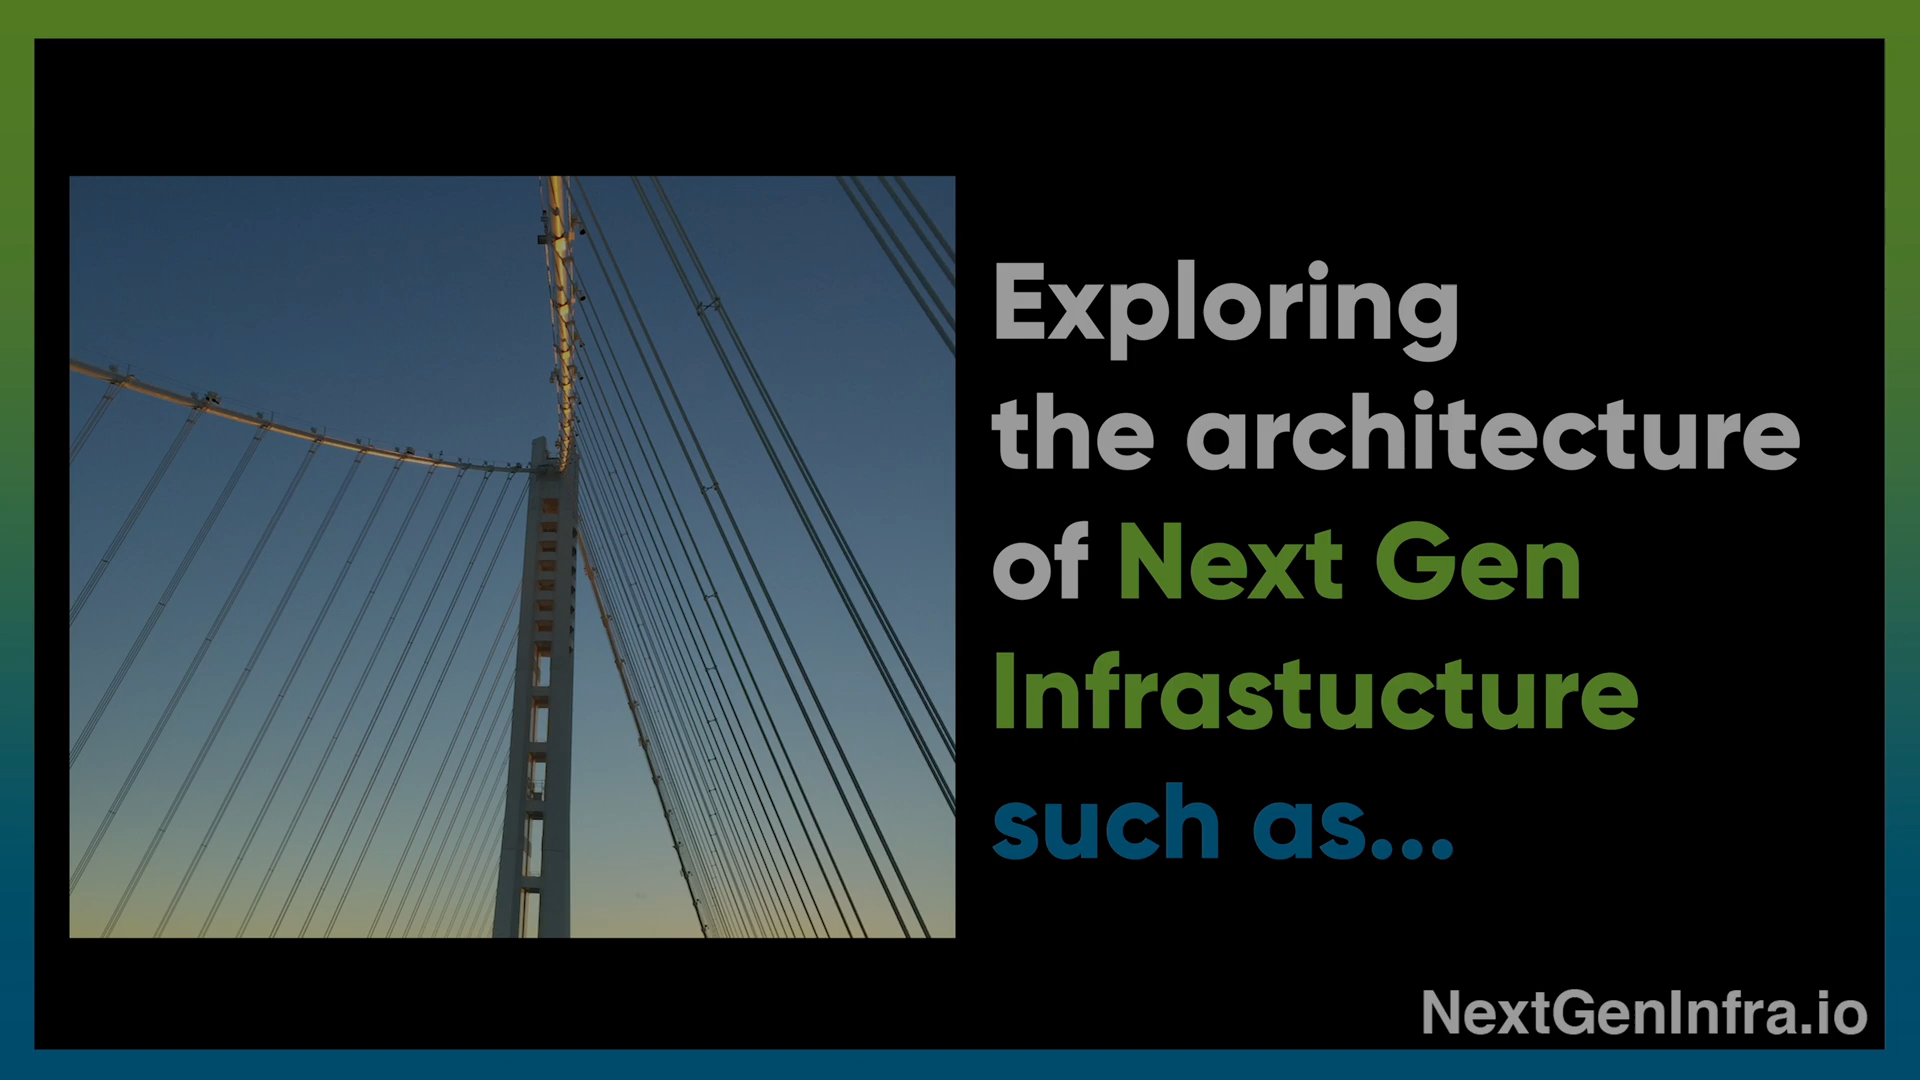 Exploring
the architecture
of Next Gen
Infrastucture
such as...
NextGenInfra.io